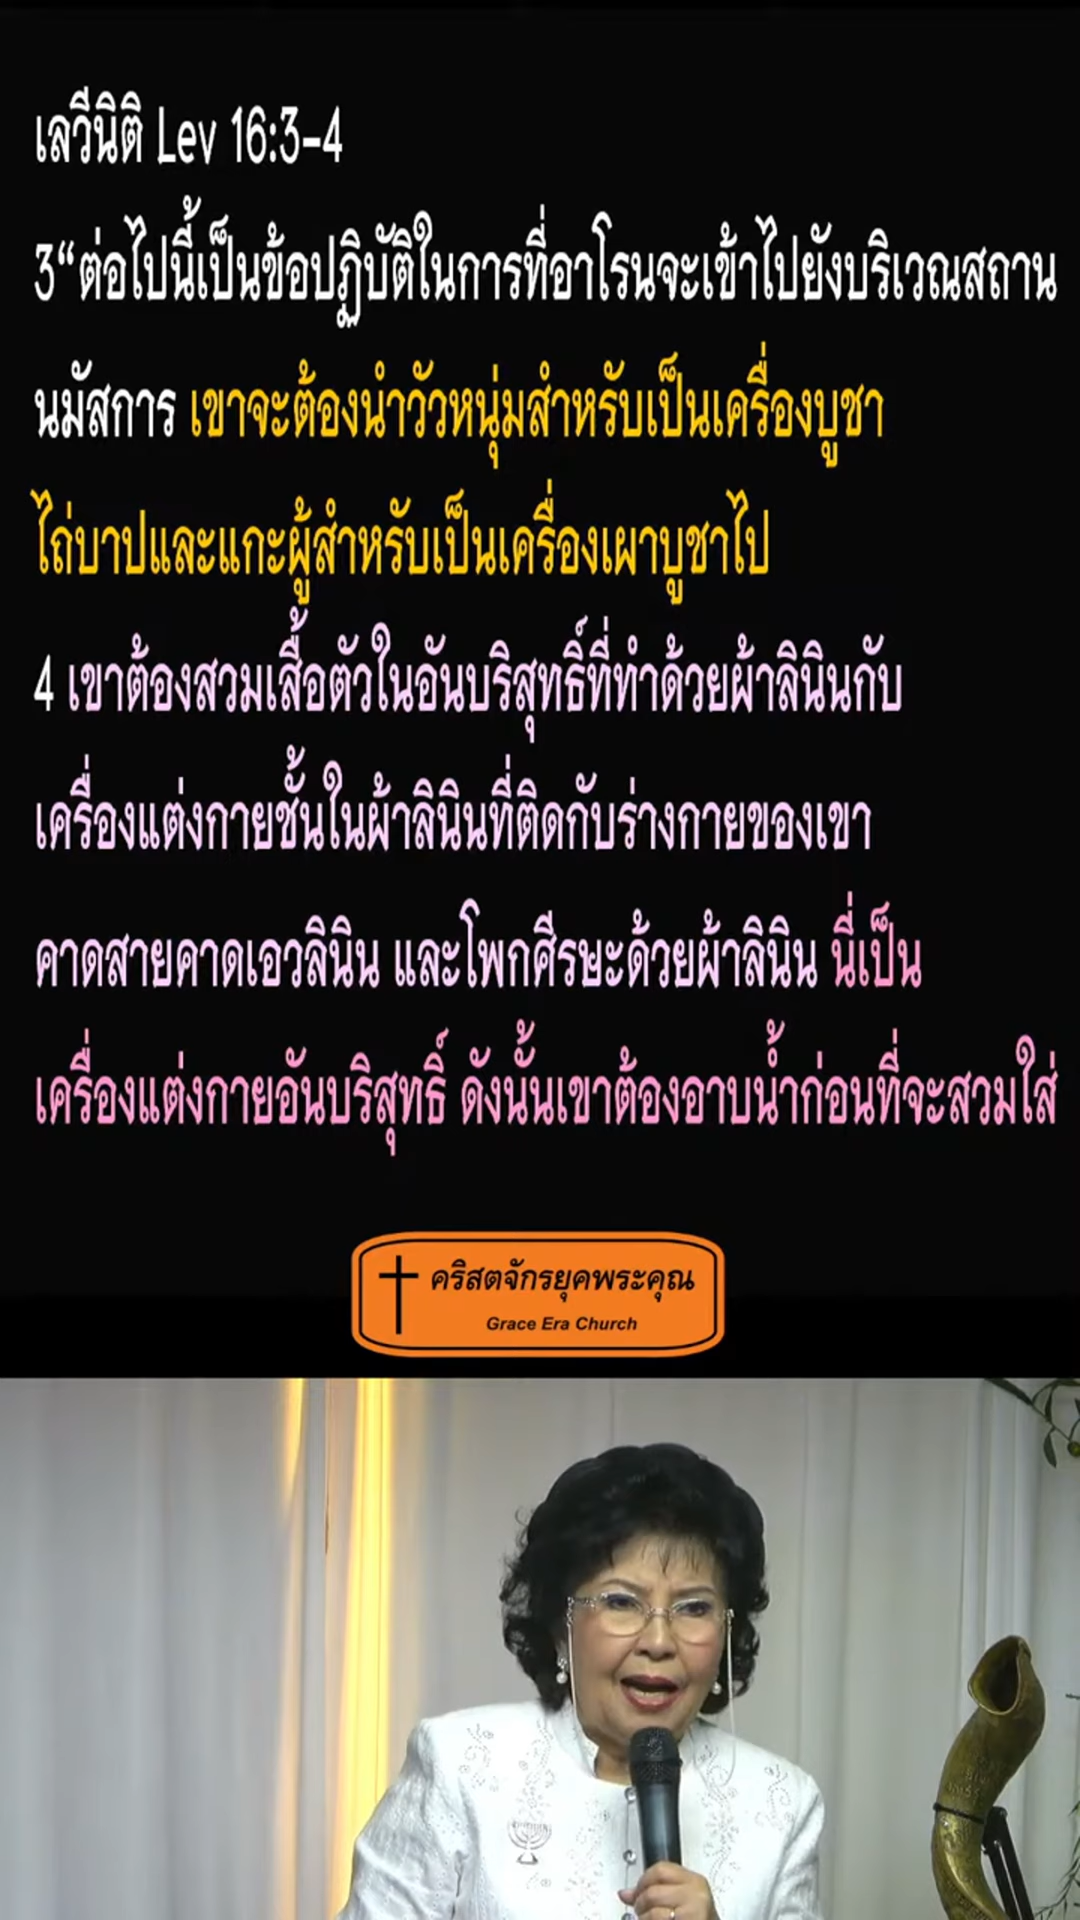 เลวีนิติ Lev 16:3-4
3“ต่อไปนี้เป็นข้อปฏิบัติในการที่อาโรนจะเข้าไปยังบริเวณสถาน
นมัสการ เขาจะต้องนำวัวหนุ่มสำหรับเป็นเครื่องบูชา
ไถ่บาปและแกะผู้สำหรับเป็นเครื่องเผาบูชาไป
4 เขาต้องสวมเสื้อตัวในอันบริสุทธิ์ที่ทำด้วยผ้าลินินกับ
เครื่องแต่งกายชั้นในผ้าลินินที่ติดกับร่างกายของเขา
คาดสายคาดเอวลินิน และโพกศีรษะด้วยผ้าลินิน นี่เป็น
เครื่องแต่งกายอันบริสุทธิ์ ดังนั้นเขาต้องอาบน้ำก่อนที่จะสวมใส่
คริสตจักรยุคพระคุณ
Grace Era Church